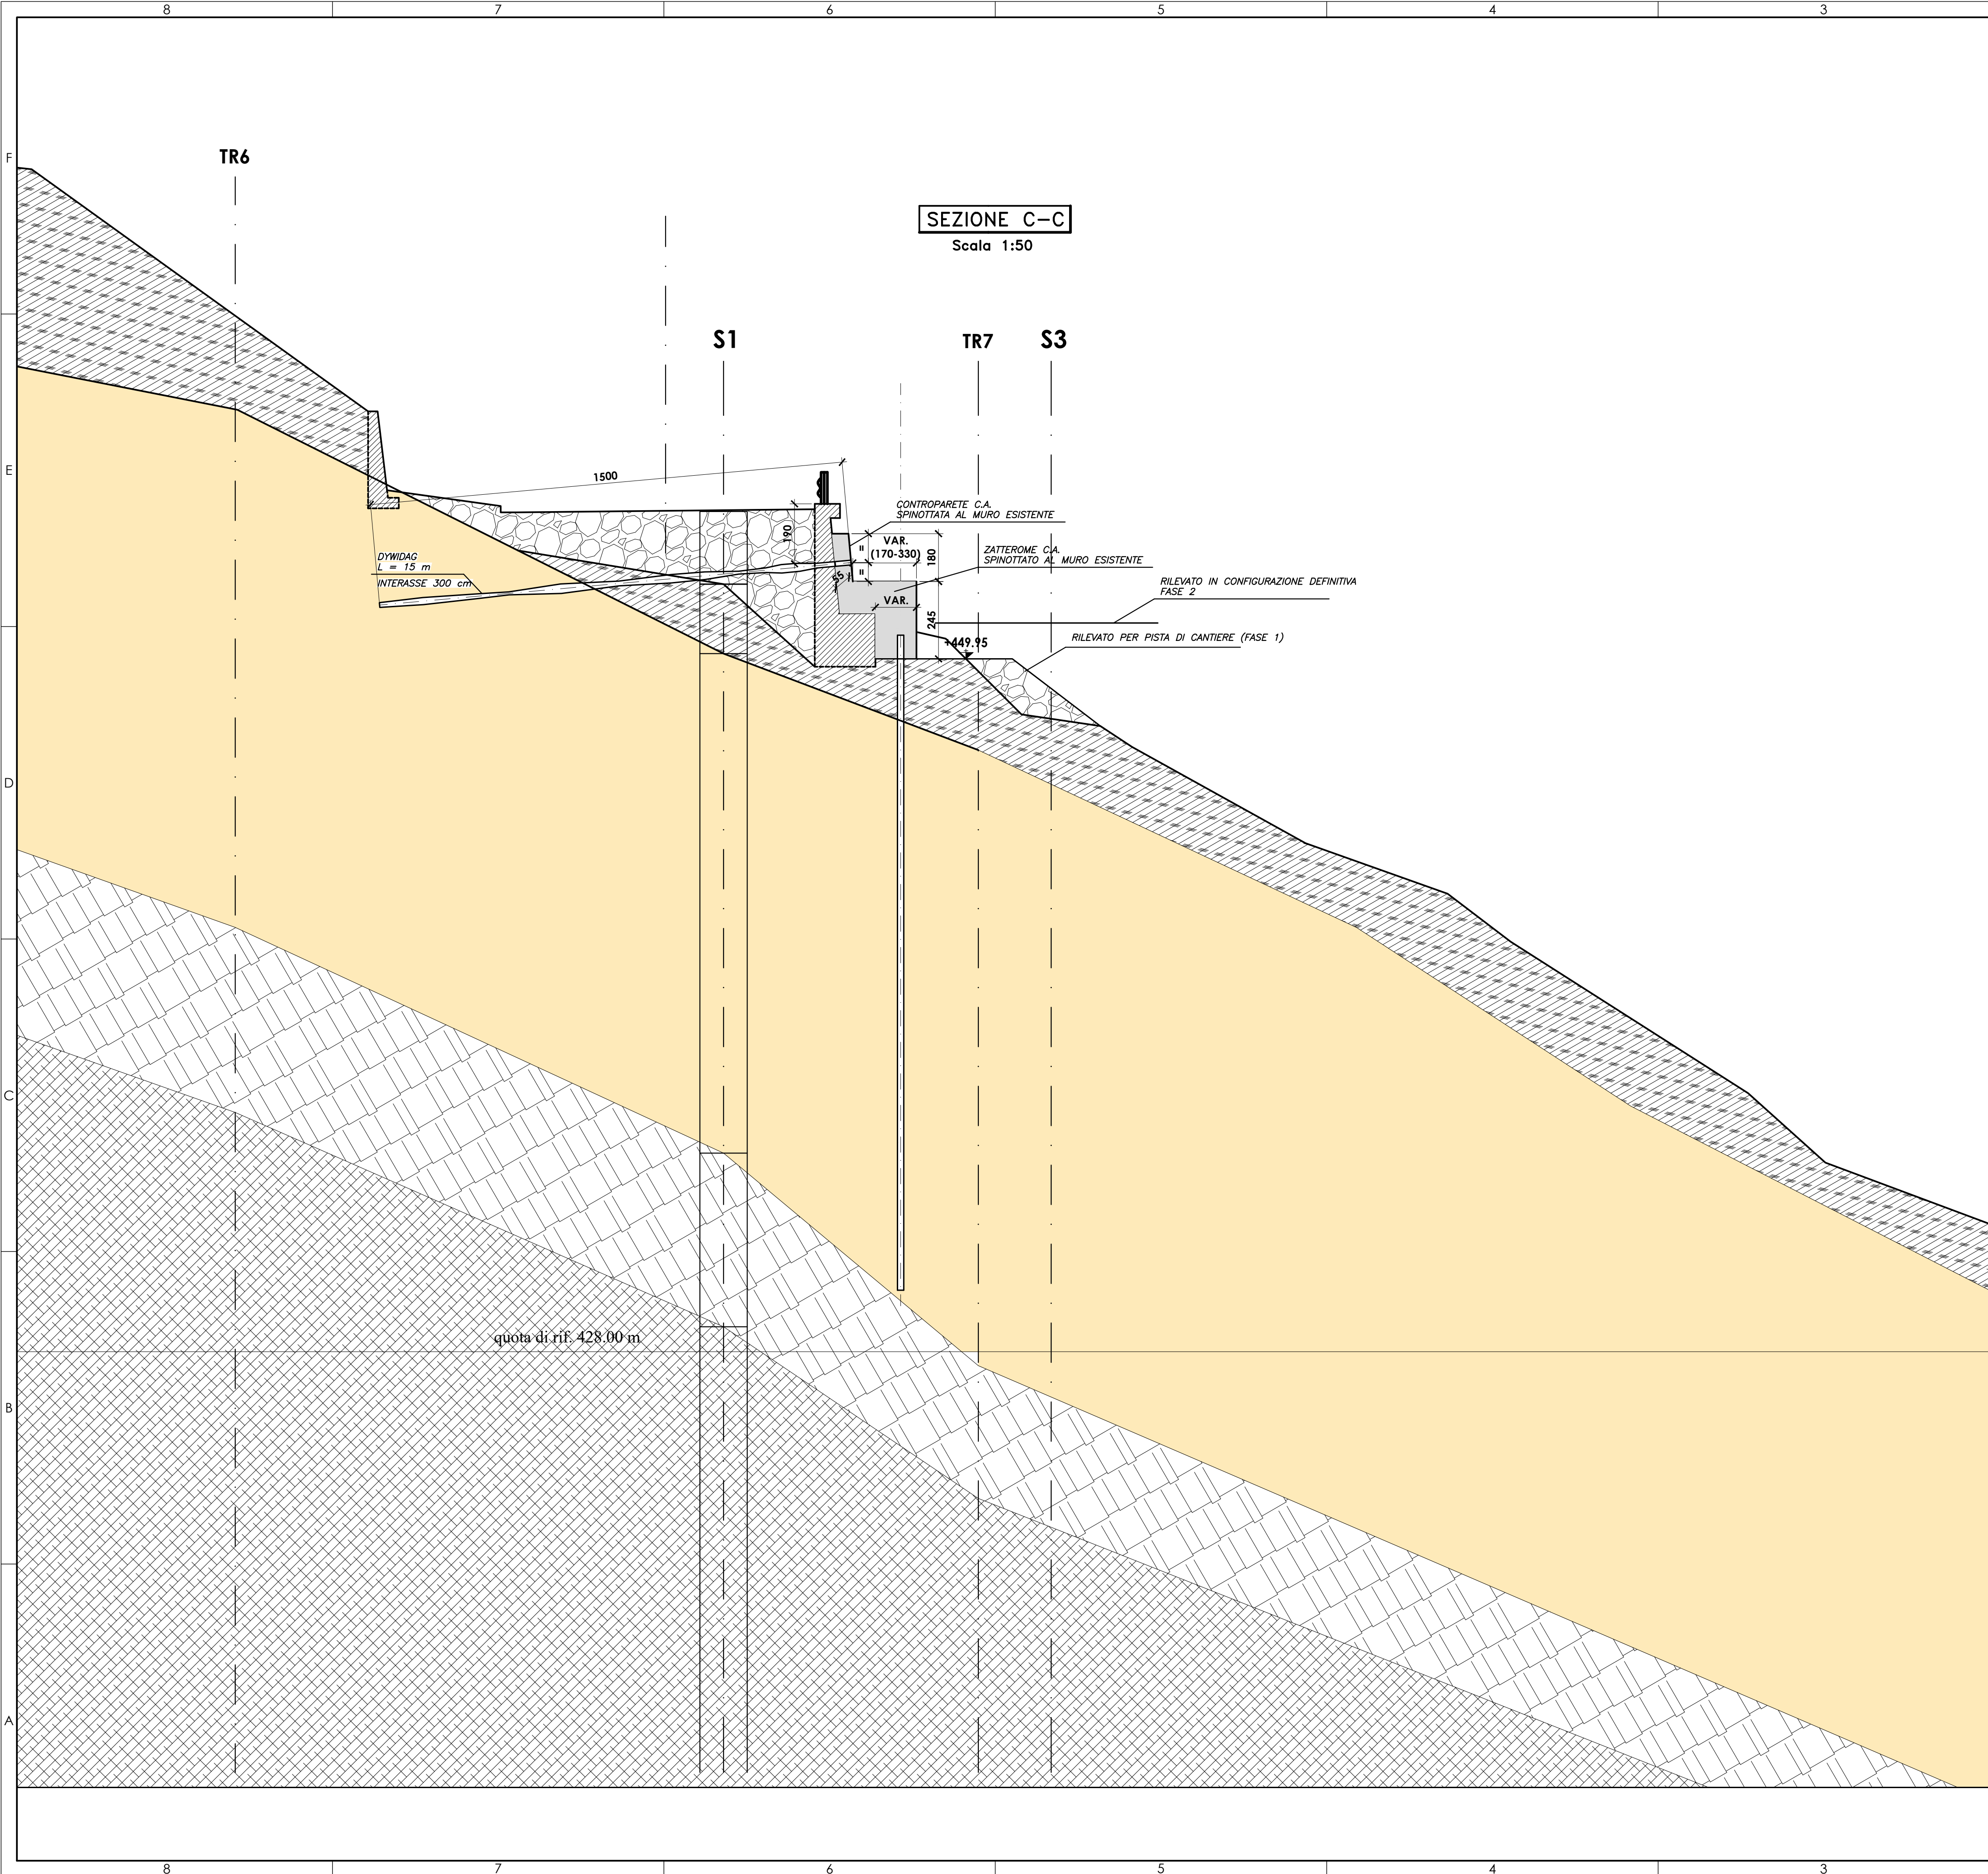 8 7 6 5 4 3
F
TR6
SEZIONE C-C
Scala 1:50
S1
TR7
S3
E
1500
CONTROPARETE C.A.
SPINOTTATA AL MURO ESISTENTE
190
VAR.
(170-330)
180
=
=
ZATTEROME C.A.
SPINOTTATO AL MURO ESISTENTE
DYWIDAG
L = 15 m
INTERASSE 300 cm
55
RILEVATO IN CONFIGURAZIONE DEFINITIVA
FASE 2
VAR.
245
+449.95
RILEVATO PER PISTA DI CANTIERE (FASE 1)
D
C
quota di rif. 428.00 m
B
A
8 7 6 5 4 3